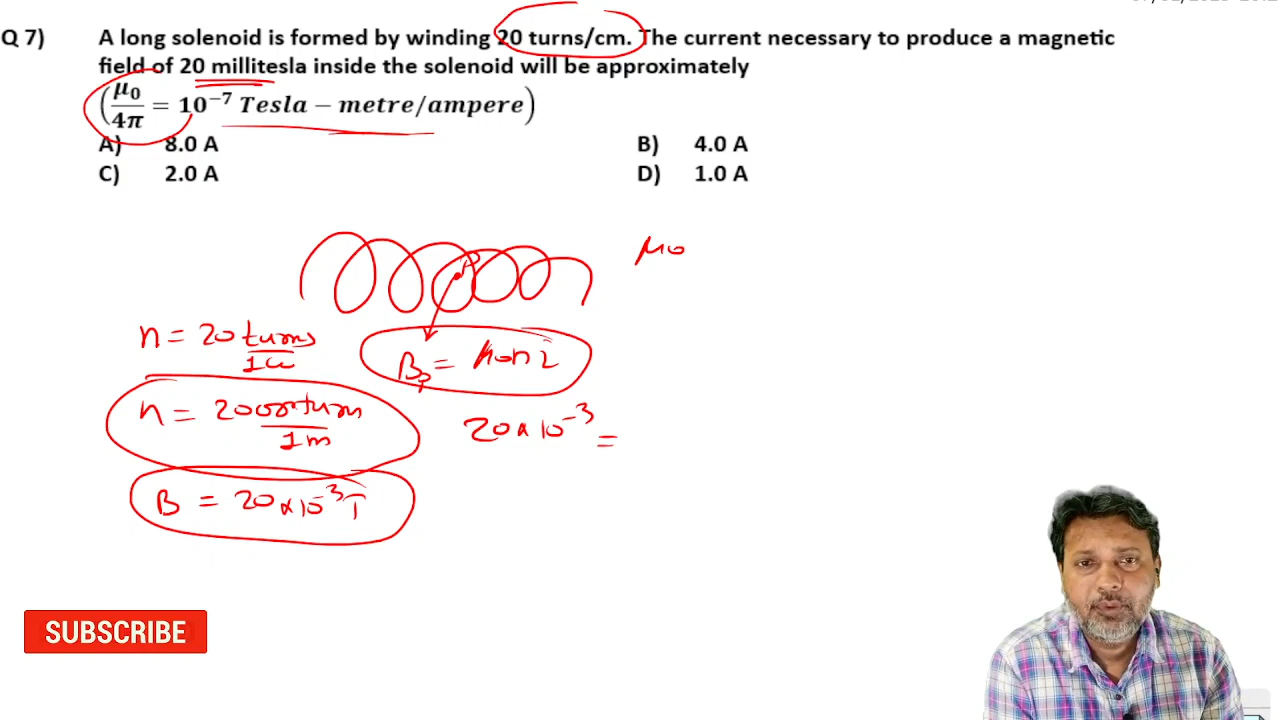 Q 7) A long solenoid is formed by winding 20 turns/cm. The current necessary to produce a magnetic
field of 20 millitesla inside the solenoid will be approximately
(μ0/4π = 10⁻⁷ Tesla – metre/ampere)
A) 8.0 A B) 4.0 A
C) 2.0 A D) 1.0 A
μ0
P
n = 20 turns
Bp = μ0 n i
n = 2000 turn
1m
20 × 10⁻³ =
B = 20 × 10⁻³ T
SUBSCRIBE